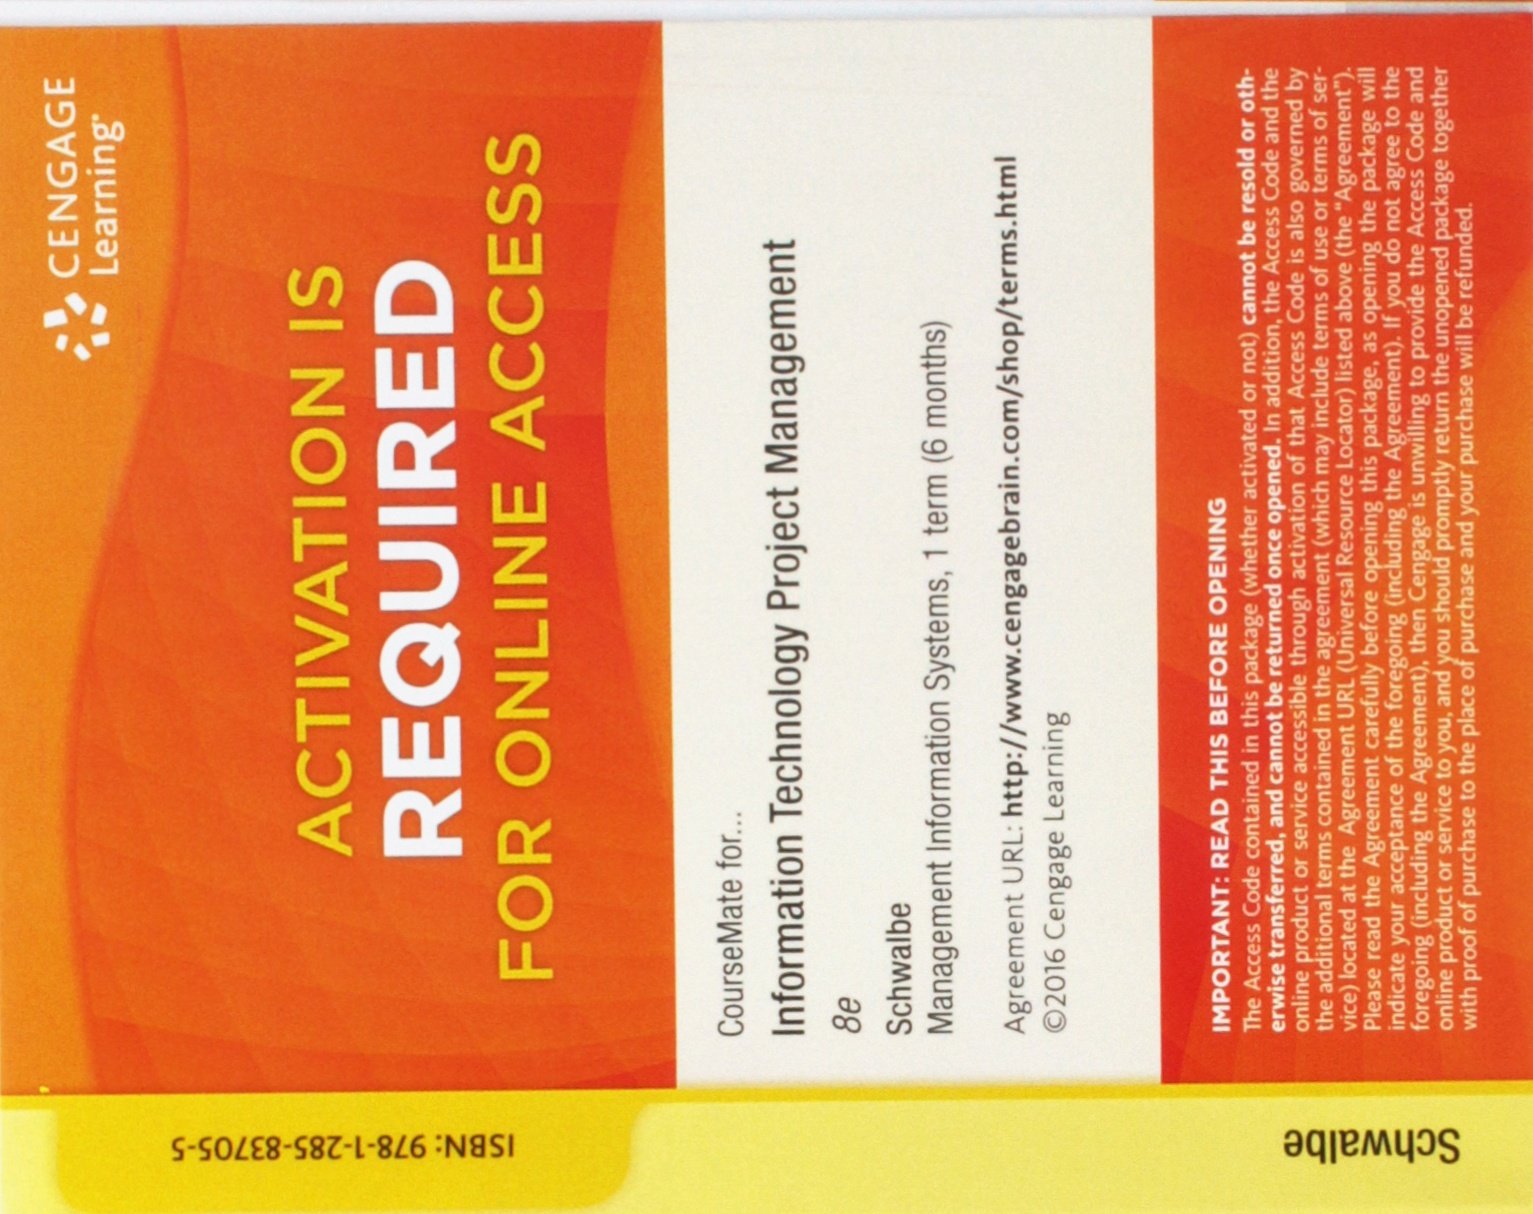 CENGAGE
Learning
ACTIVATION IS
REQUIRED
FOR ONLINE ACCESS
CourseMate for...
Information Technology Project Management
8e
Schwalbe
Management Information Systems, 1 term (6 months)
Agreement URL: http://www.cengagebrain.com/shop/terms.html
©2016 Cengage Learning
IMPORTANT: READ THIS BEFORE OPENING
The Access Code contained in this package (whether activated or not) cannot be resold or oth-
erwise transferred, and cannot be returned once opened. In addition, the Access Code and the
online product or service accessible through activation of that Access Code is also governed by
the additional terms contained in the agreement (which may include terms of use or terms of ser-
vice) located at the Agreement URL (Universal Resource Locator) listed above (the "Agreement").
Please read the Agreement carefully before opening this package, as opening the package will
indicate your acceptance of the foregoing (including the Agreement). If you do not agree to the
foregoing (including the Agreement), then Cengage is unwilling to provide the Access Code and
online product or service to you, and you should promptly return the unopened package together
with proof of purchase to the place of purchase and your purchase will be refunded.
ISBN: 978-1-285-83705-5
Schwalbe